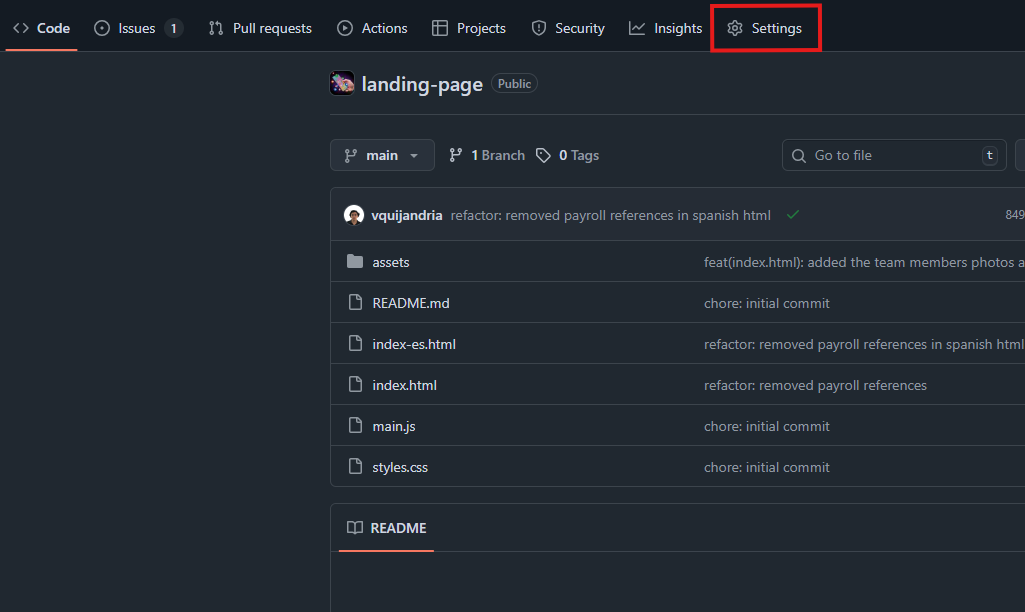 <> Code Issues 1 Pull requests Actions Projects Security Insights Settings
landing-page Public
main 1 Branch 0 Tags Go to file t
vquijandria refactor: removed payroll references in spanish html 849
assets feat(index.html): added the team members photos a
README.md chore: initial commit
index-es.html refactor: removed payroll references in spanish html
index.html refactor: removed payroll references
main.js chore: initial commit
styles.css chore: initial commit
README